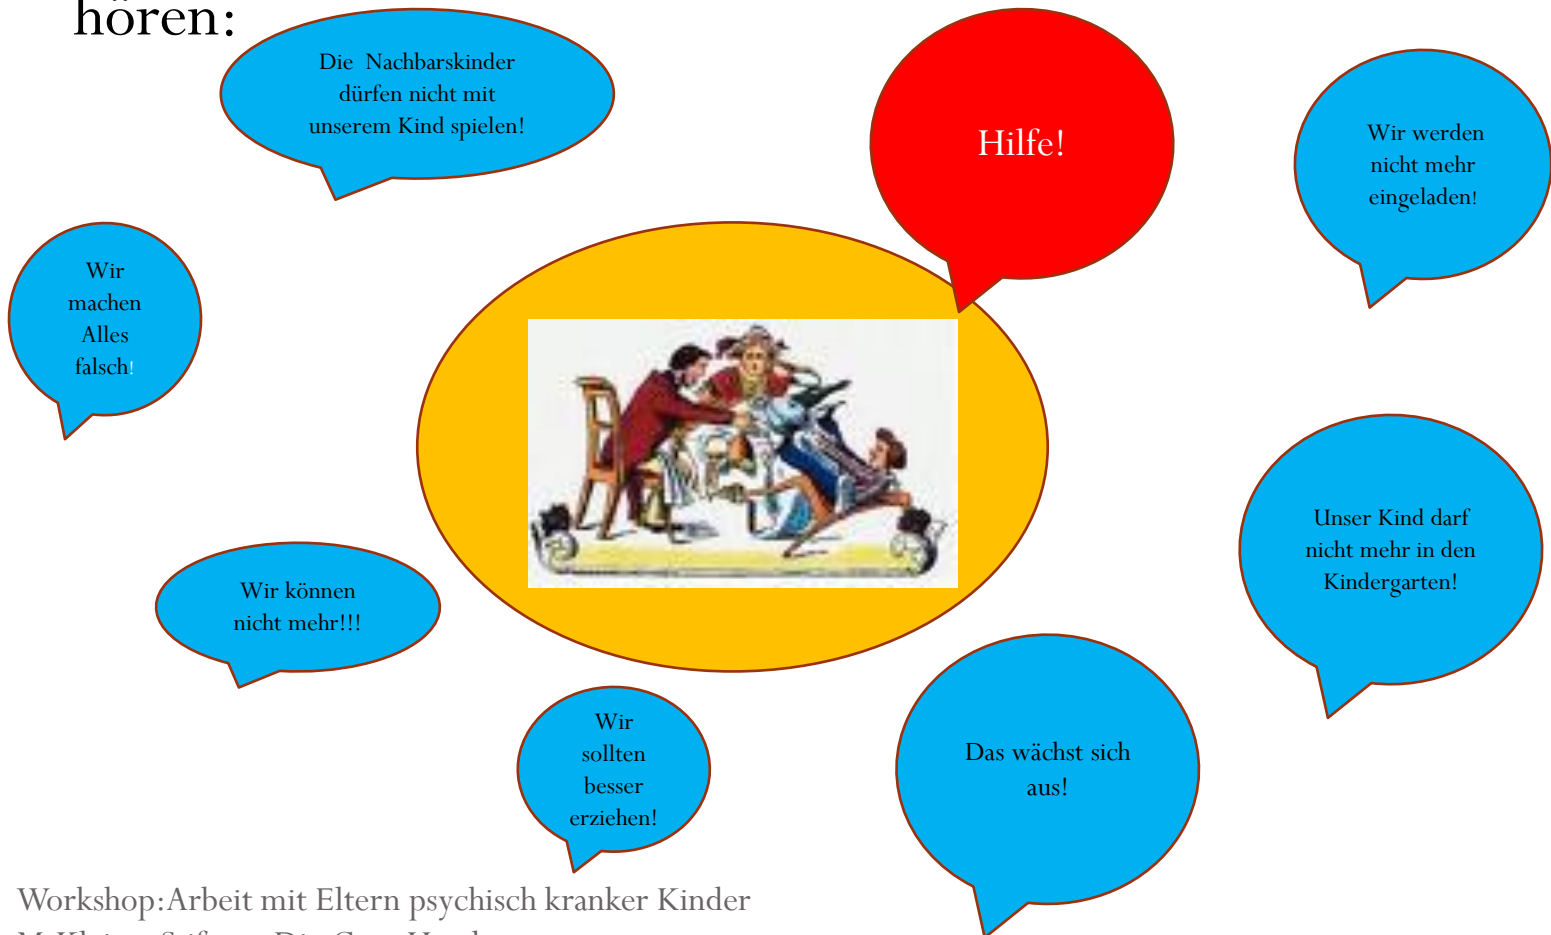 hören:
Die Nachbarskinder
dürfen nicht mit
unserem Kind spielen!
Hilfe!
Wir werden
nicht mehr
eingeladen!
Wir
machen
Alles
falsch!
Unser Kind darf
nicht mehr in den
Kindergarten!
Wir können
nicht mehr!!!
Wir
sollten
besser
erziehen!
Das wächst sich
aus!
Workshop:Arbeit mit Eltern psychisch kranker Kinder